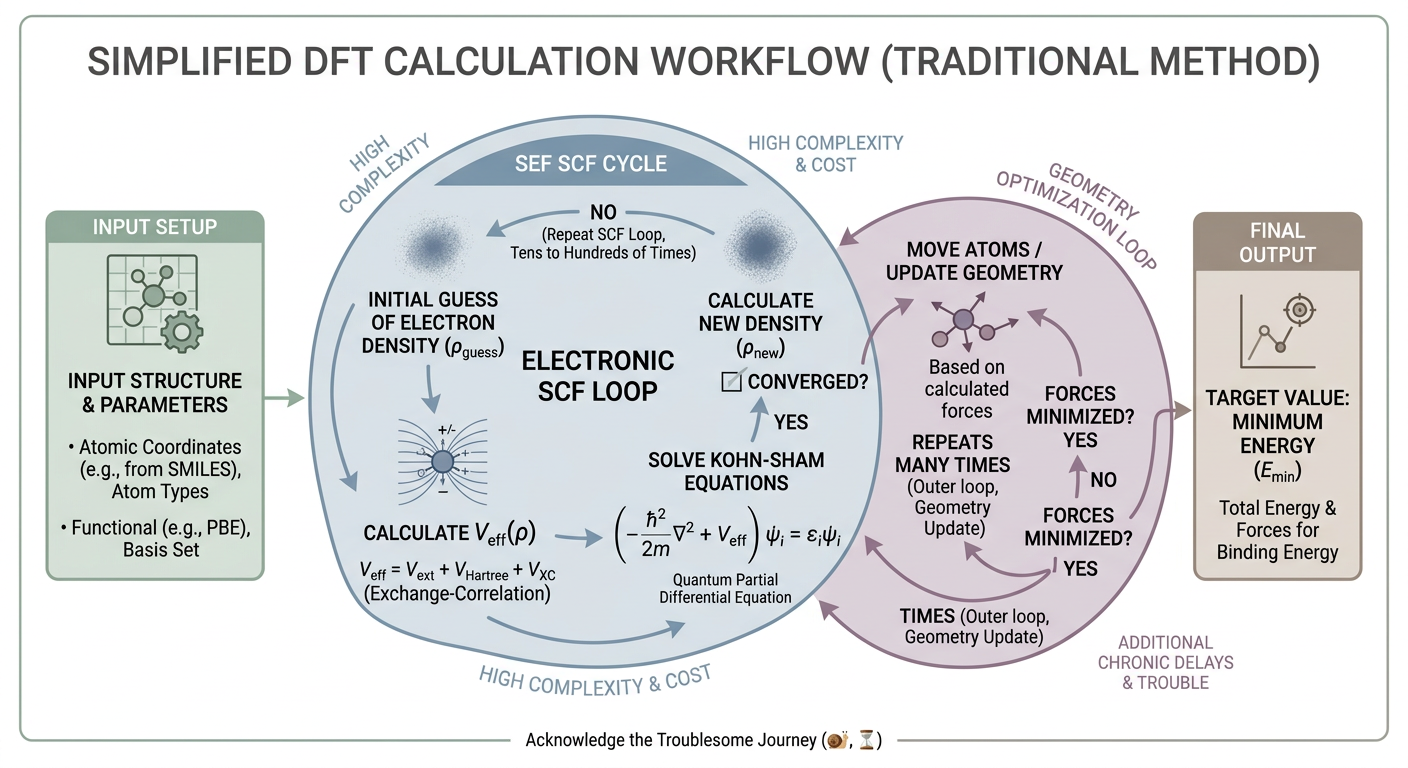 SIMPLIFIED DFT CALCULATION WORKFLOW (TRADITIONAL METHOD)
INPUT SETUP
INPUT STRUCTURE
& PARAMETERS
• Atomic Coordinates
(e.g., from SMILES),
Atom Types
• Functional (e.g., PBE),
Basis Set
HIGH
COMPLEXITY
HIGH COMPLEXITY
& COST
SEF SCF CYCLE
NO
(Repeat SCF Loop,
Tens to Hundreds of Times)
INITIAL GUESS
OF ELECTRON
DENSITY (ρguess)
ELECTRONIC
SCF LOOP
CALCULATE
NEW DENSITY
(ρnew)
CONVERGED?
YES
SOLVE KOHN-SHAM
EQUATIONS
+/-
+
+
−
CALCULATE Veff(ρ)
Veff = Vext + VHartree + VXC
(Exchange-Correlation)
(−ħ²/2m ∇² + Veff) ψ̇i = εiψi
Quantum Partial
Differential Equation
HIGH COMPLEXITY & COST
GEOMETRY
OPTIMIZATION LOOP
MOVE ATOMS /
UPDATE GEOMETRY
Based on
calculated
forces
REPEATS
MANY TIMES
(Outer loop,
Geometry
Update)
FORCES
MINIMIZED?
YES
NO
FORCES
MINIMIZED?
YES
TIMES (Outer loop,
Geometry Update)
ADDITIONAL
CHRONIC DELAYS
& TROUBLE
FINAL
OUTPUT
TARGET VALUE:
MINIMUM
ENERGY
(Emin)
Total Energy &
Forces for
Binding Energy
Acknowledge the Troublesome Journey (🐌, ⏳)